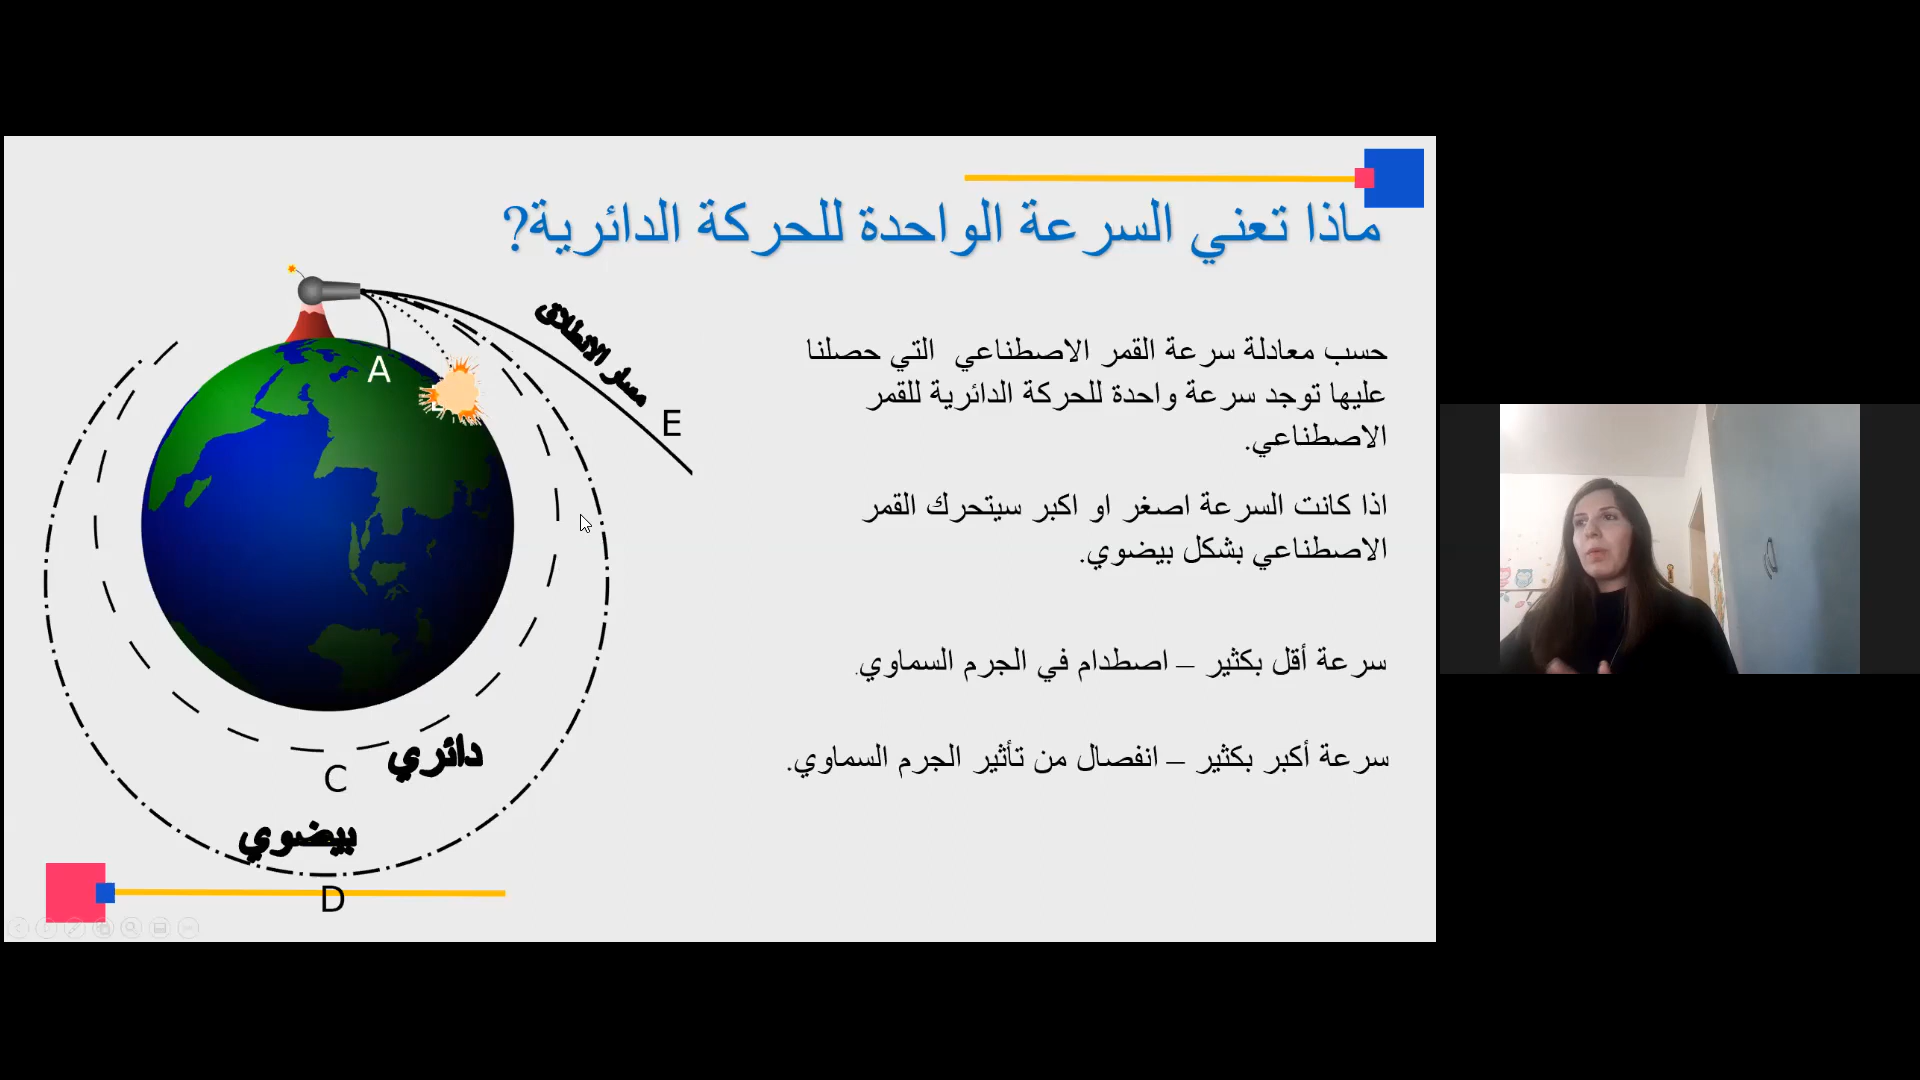 ماذا تعني السرعة الواحدة للحركة الدائرية?
حسب معادلة سرعة القمر الاصطناعي التي حصلنا
عليها توجد سرعة واحدة للحركة الدائرية للقمر
الاصطناعي.
اذا كانت السرعة اصغر او اكبر سيتحرك القمر
الاصطناعي بشكل بيضوي.
سرعة أقل بكثير – اصطدام في الجرم السماوي.
سرعة أكبر بكثير – انفصال من تأثير الجرم السماوي.
مسار الانطلاق
A
E
دائري
C
بيضوي
D